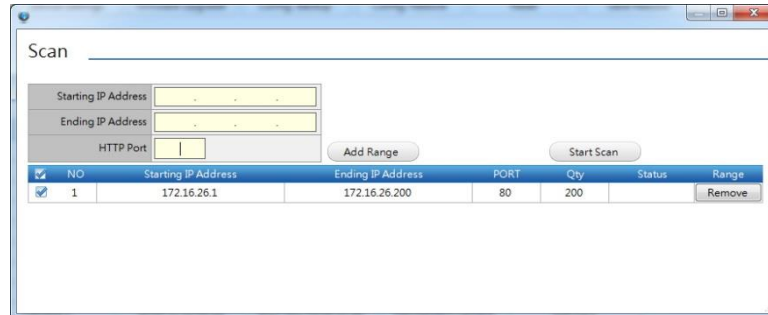 Scan
Starting IP Address . . .
Ending IP Address . . .
HTTP Port
Add Range Start Scan
NO Starting IP Address Ending IP Address PORT Qty Status Range
1 172.16.26.1 172.16.26.200 80 200 Remove